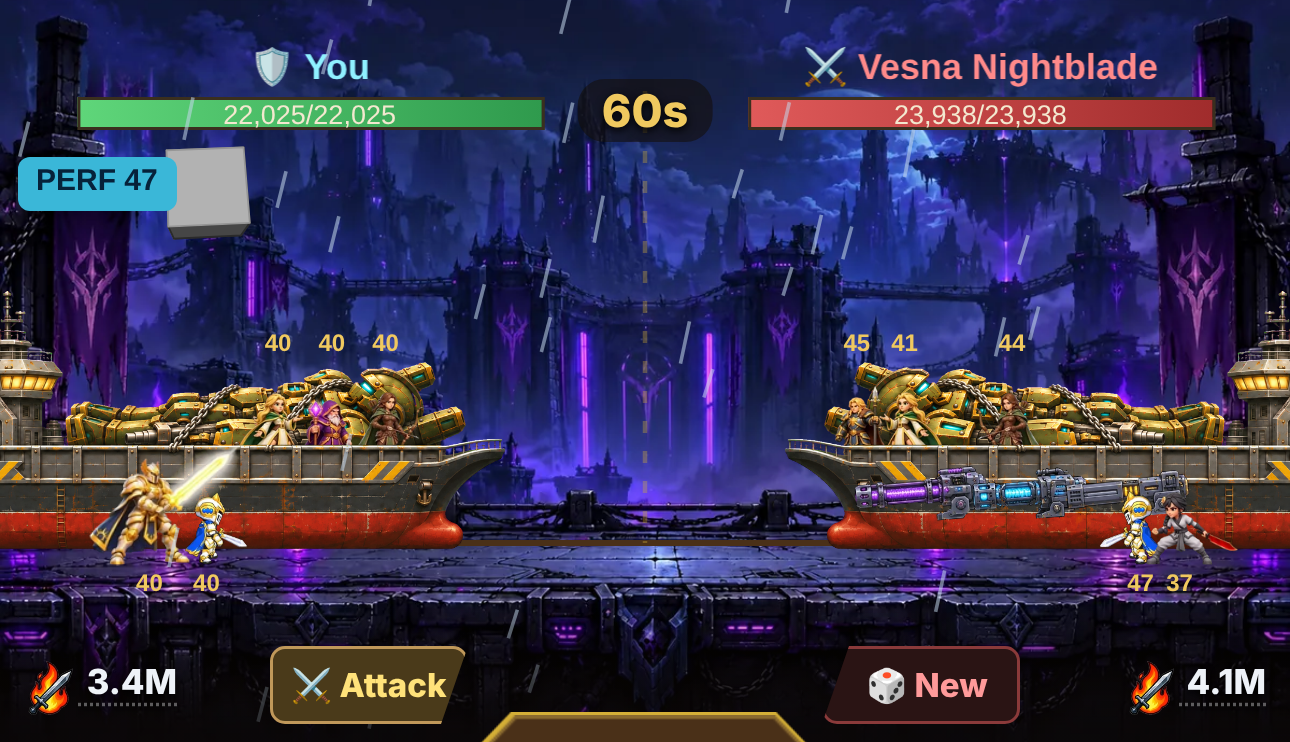 You
Vesna Nightblade
22,025/22,025
60s
23,938/23,938
PERF 47
40 40 40
45 41 44
40 40
47 37
3.4M
Attack
New
4.1M